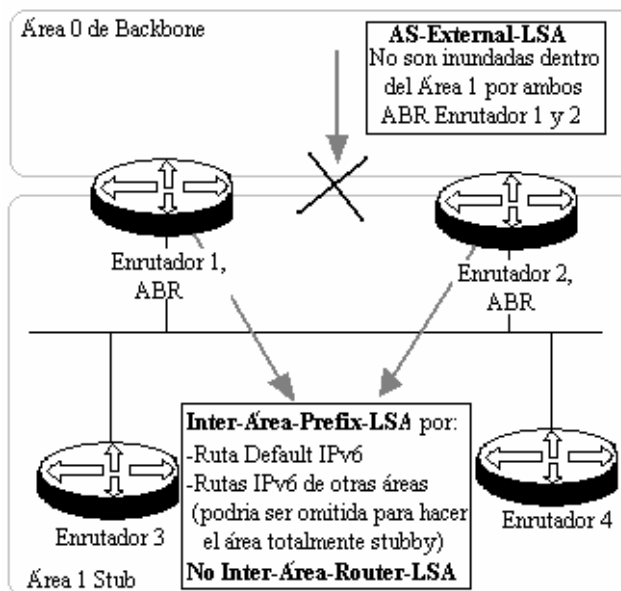 Área 0 de Backbone
AS-External-LSA
No son inundadas dentro
del Área 1 por ambos
ABR Enrutador 1 y 2
Enrutador 1,
ABR
Enrutador 2,
ABR
Inter-Área-Prefix-LSA por:
-Ruta Default IPv6
-Rutas IPv6 de otras áreas
(podria ser omitida para hacer
el área totalmente stubby)
No Inter-Área-Router-LSA
Enrutador 3
Enrutador 4
Área 1 Stub